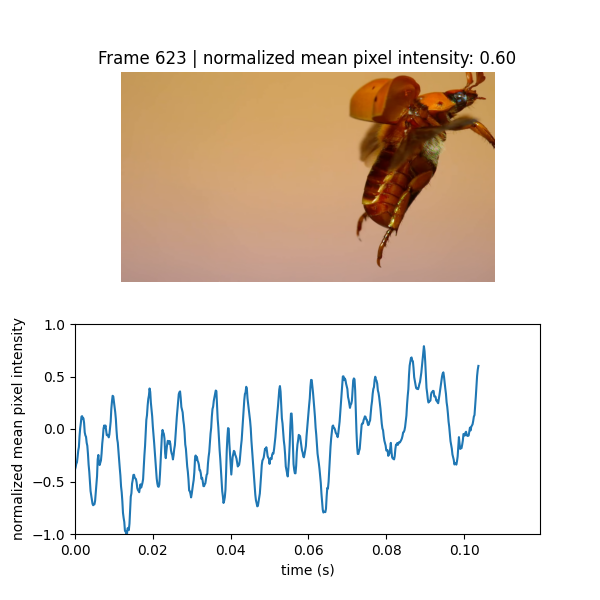 Frame 623 | normalized mean pixel intensity: 0.60
normalized mean pixel intensity
1.0
0.5
0.0
−0.5
−1.0
0.00 0.02 0.04 0.06 0.08 0.10
time (s)